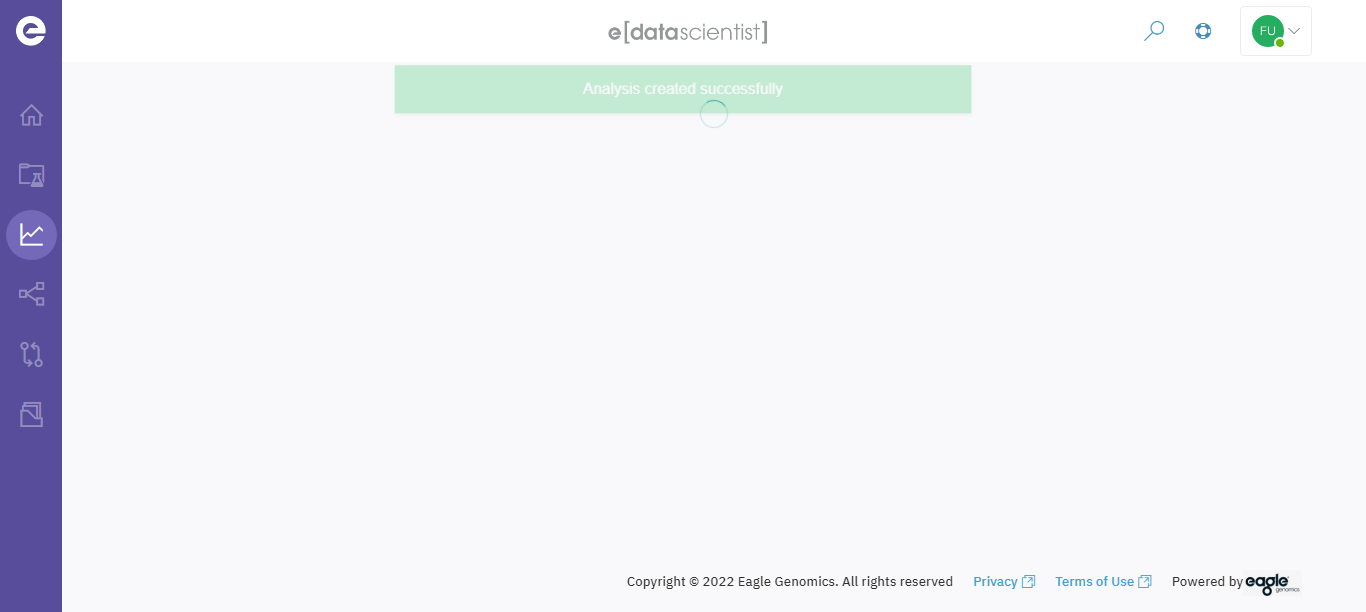 e
e[datascientist]
FU
Analysis created successfully
Copyright © 2022 Eagle Genomics. All rights reserved Privacy Terms of Use Powered by eagle genomics